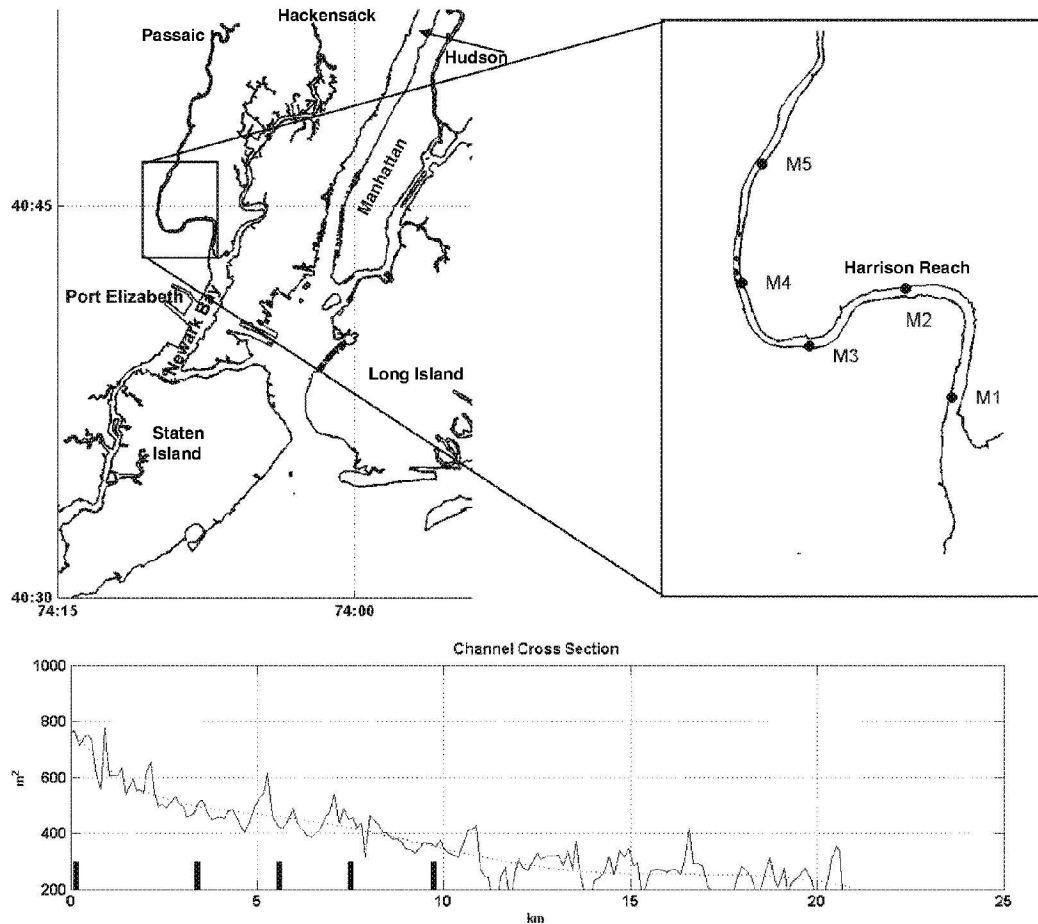 Hackensack
Passaic
Hudson
Manhattan
40:45
Port Elizabeth
Newark Bay
Long Island
Staten
Island
40:30
74:15
74:00
M5
M4
Harrison Reach
M2
M3
M1
Channel Cross Section
1000
800
m²
600
400
200
0
5
10
15
20
25
km